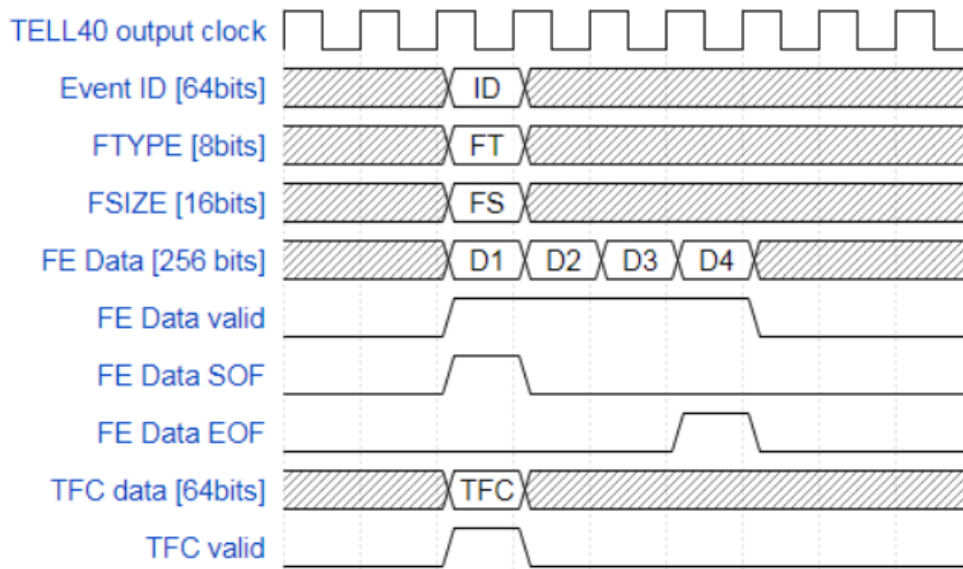 TELL40 output clock
Event ID [64bits] ID
FTYPE [8bits] FT
FSIZE [16bits] FS
FE Data [256 bits] D1 D2 D3 D4
FE Data valid
FE Data SOF
FE Data EOF
TFC data [64bits] TFC
TFC valid